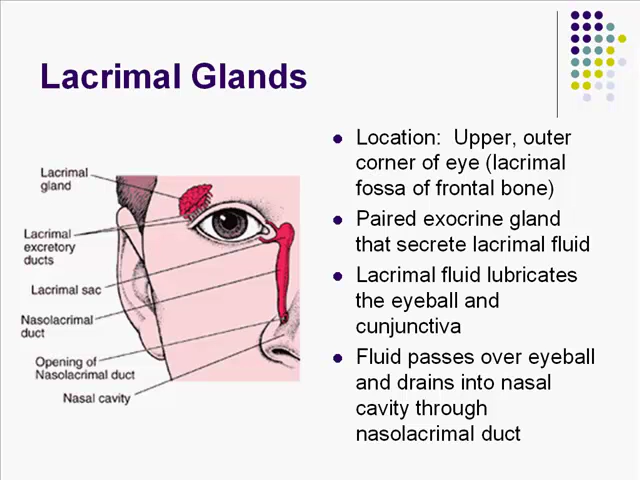 Lacrimal Glands
Lacrimal
gland
Lacrimal
excretory
ducts
Lacrimal sac
Nasolacrimal
duct
Opening of
Nasolacrimal duct
Nasal cavity
Location: Upper, outer
corner of eye (lacrimal
fossa of frontal bone)
Paired exocrine gland
that secrete lacrimal fluid
Lacrimal fluid lubricates
the eyeball and
cunjunctiva
Fluid passes over eyeball
and drains into nasal
cavity through
nasolacrimal duct